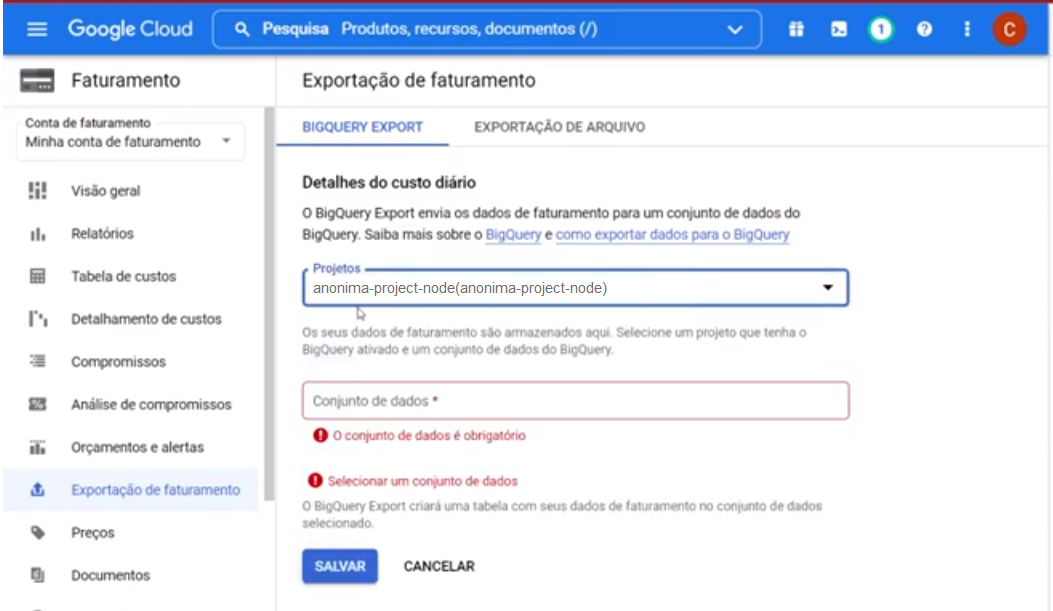 Google Cloud
Pesquisa Produtos, recursos, documentos (/)
1
C
Faturamento
Conta de faturamento
Minha conta de faturamento
Visão geral
Relatórios
Tabela de custos
Detalhamento de custos
Compromissos
Análise de compromissos
Orçamentos e alertas
Exportação de faturamento
Preços
Documentos
Exportação de faturamento
BIGQUERY EXPORT
EXPORTAÇÃO DE ARQUIVO
Detalhes do custo diário
O BigQuery Export envia os dados de faturamento para um conjunto de dados do
BigQuery. Saiba mais sobre o BigQuery e como exportar dados para o BigQuery
Projetos
anonima-project-node(anonima-project-node)
Os seus dados de faturamento são armazenados aqui. Selecione um projeto que tenha o
BigQuery ativado e um conjunto de dados do BigQuery.
Conjunto de dados *
O conjunto de dados é obrigatório
Selecionar um conjunto de dados
O BigQuery Export criará uma tabela com seus dados de faturamento no conjunto de dados
selecionado.
SALVAR
CANCELAR